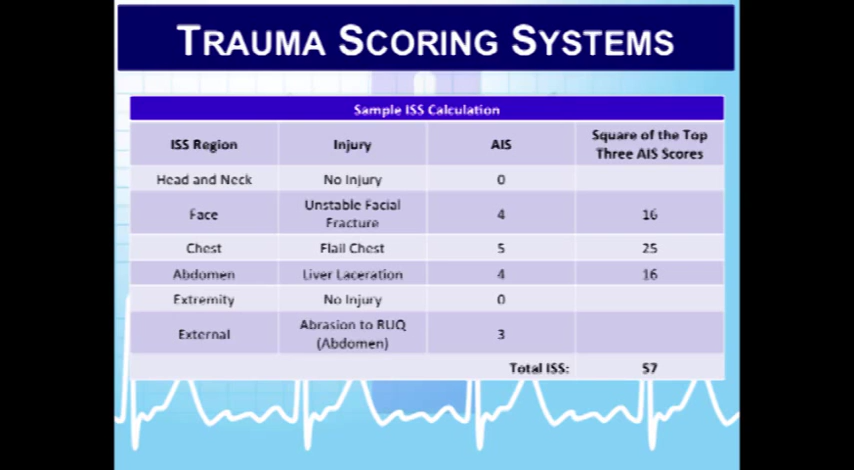 TRAUMA SCORING SYSTEMS
Sample ISS Calculation
ISS Region Injury AIS Square of the Top Three AIS Scores
Head and Neck No Injury 0
Face Unstable Facial Fracture 4 16
Chest Flail Chest 5 25
Abdomen Liver Laceration 4 16
Extremity No Injury 0
External Abrasion to RUQ (Abdomen) 3
Total ISS: 57